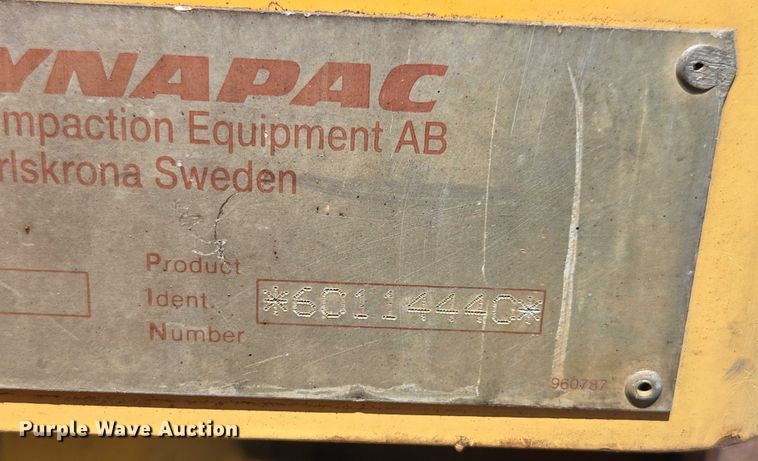 YNAPAC
mpaction Equipment AB
rlskrona Sweden
Product
Ident.
Number
*60114440*
960787
Purple Wave Auction